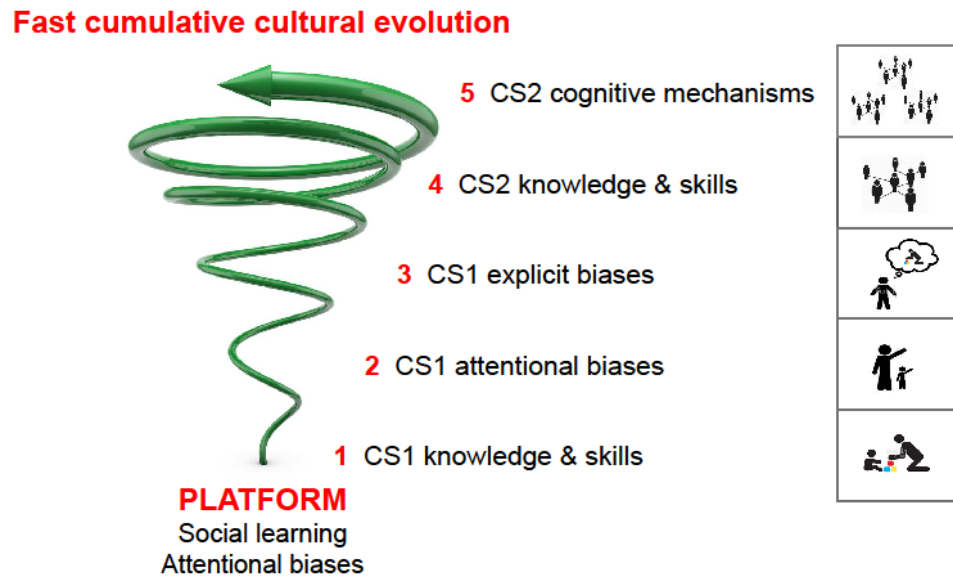 Fast cumulative cultural evolution
5 CS2 cognitive mechanisms
4 CS2 knowledge & skills
3 CS1 explicit biases
2 CS1 attentional biases
1 CS1 knowledge & skills
PLATFORM
Social learning
Attentional biases